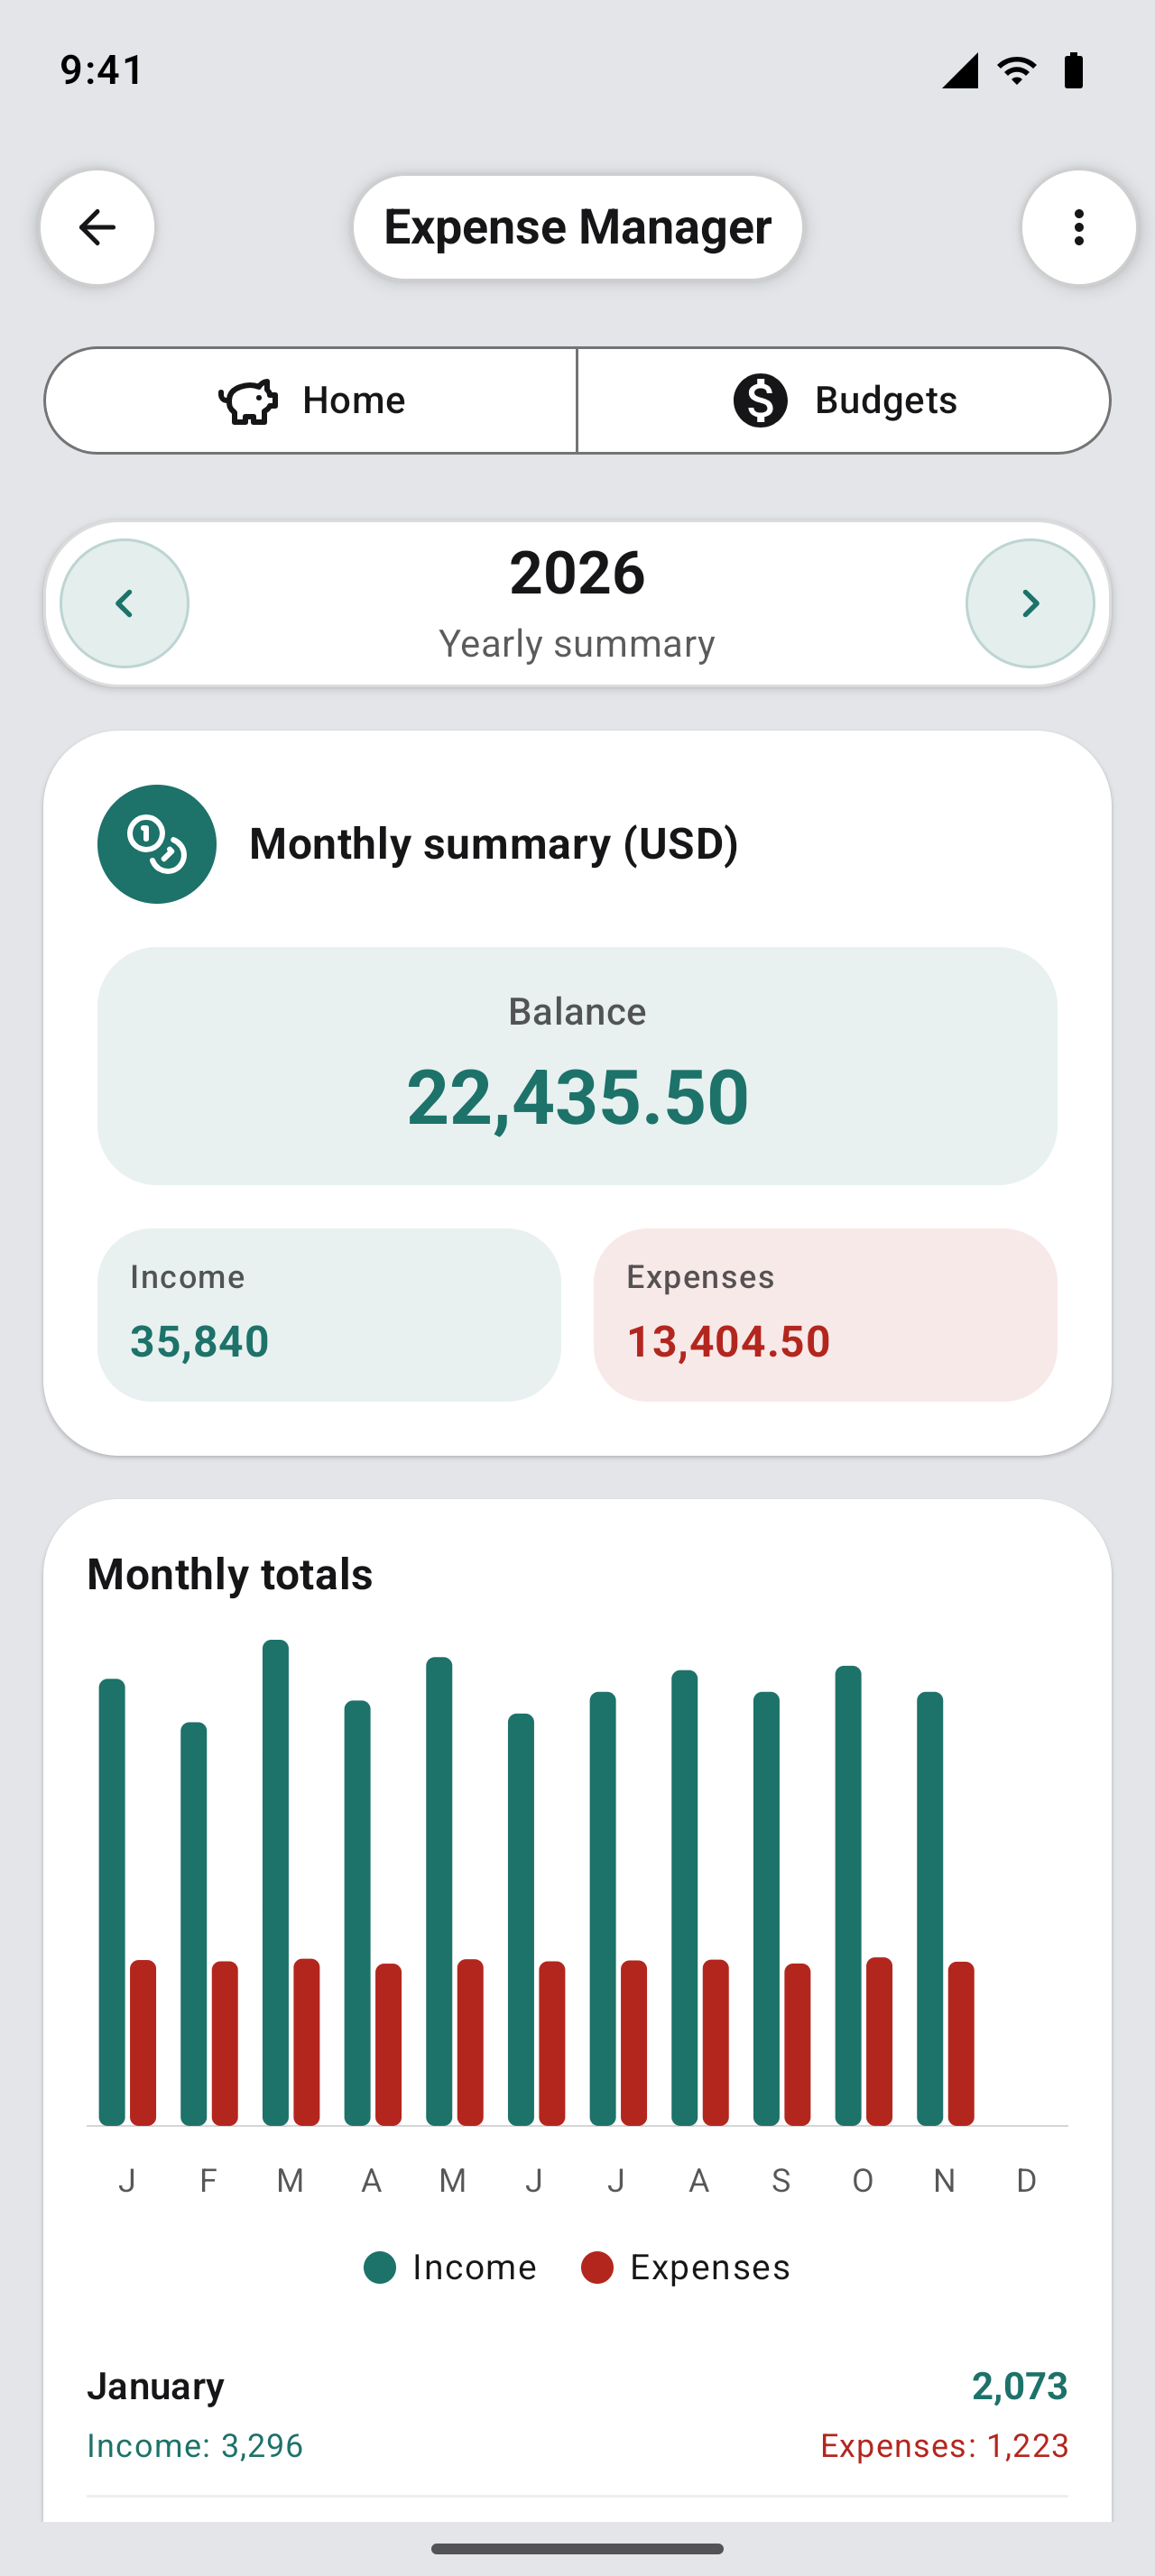 9:41
Expense Manager
Home
Budgets
2026
Yearly summary
Monthly summary (USD)
Balance
22,435.50
Income
Expenses
35,840
13,404.50
Monthly totals
J F M A M J J A S O N D
Income Expenses
January 2,073
Income: 3,296 Expenses: 1,223